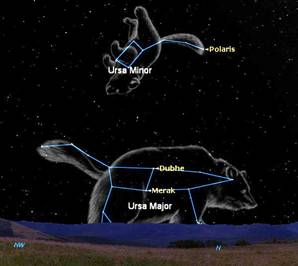 Polaris
Ursa Minor
Dubhe
Merak
Ursa Major
NW
N